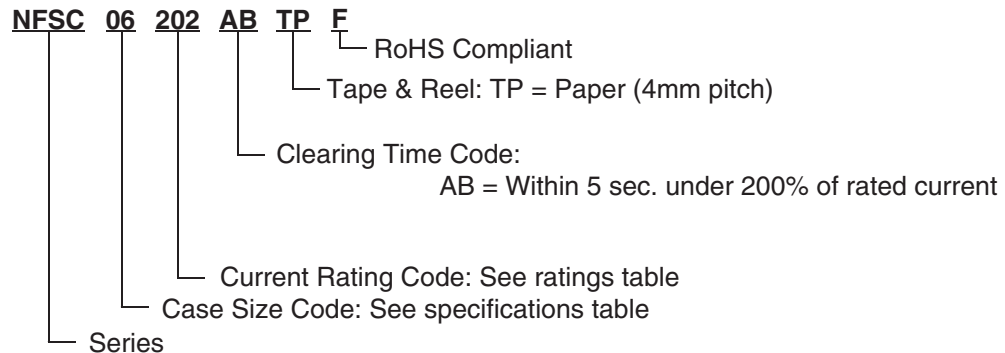 NFSC 06 202 AB TP F
RoHS Compliant
Tape & Reel: TP = Paper (4mm pitch)
Clearing Time Code:
AB = Within 5 sec. under 200% of rated current
Current Rating Code: See ratings table
Case Size Code: See specifications table
Series